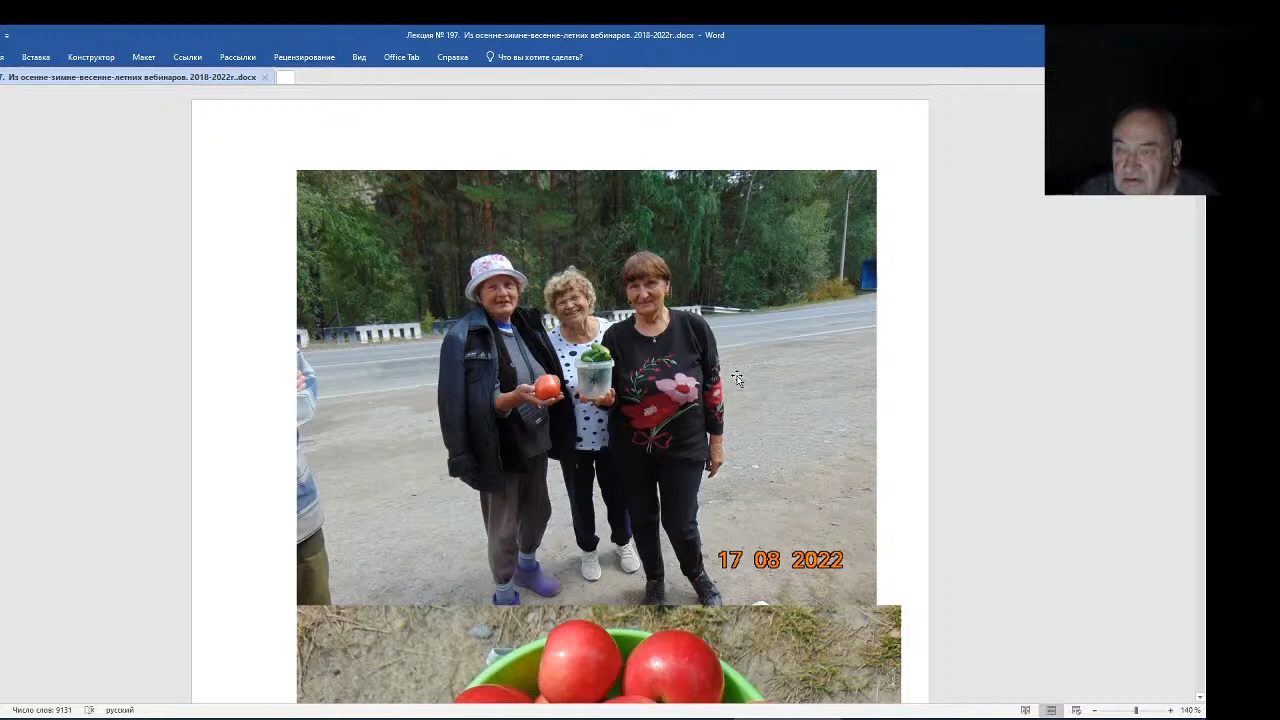 Лекция № 197. Из осенне-зимне-весенне-летних вебинаров. 2018-2022г..docx - Word
Вставка Конструктор Макет Ссылки Рассылки Рецензирование Вид Office Tab Справка Что вы хотите сделать?
7. Из осенне-зимне-весенне-летних вебинаров. 2018-2022г..docx
17 08 2022
Число слов: 9131 русский 140 %